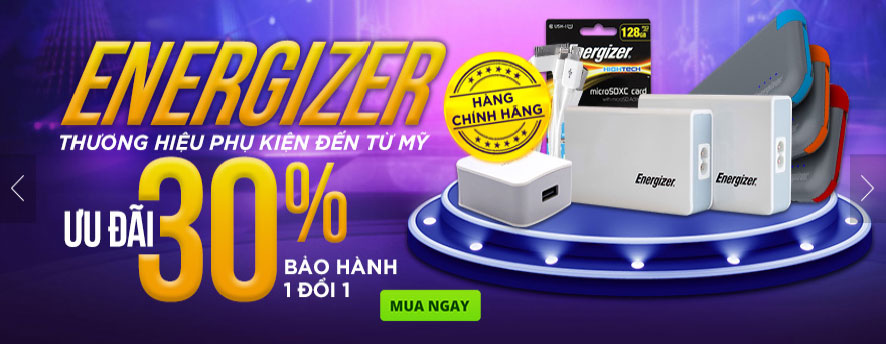 ENERGIZER
THƯƠNG HIỆU PHỤ KIỆN ĐẾN TỪ MỸ
ƯU ĐÃI 30%
BẢO HÀNH
1 ĐỔI 1
MUA NGAY
HÀNG
CHÍNH HÃNG
128GB
Energizer.
HIGHTECH
microSDXC card
Energizer.
Energizer.